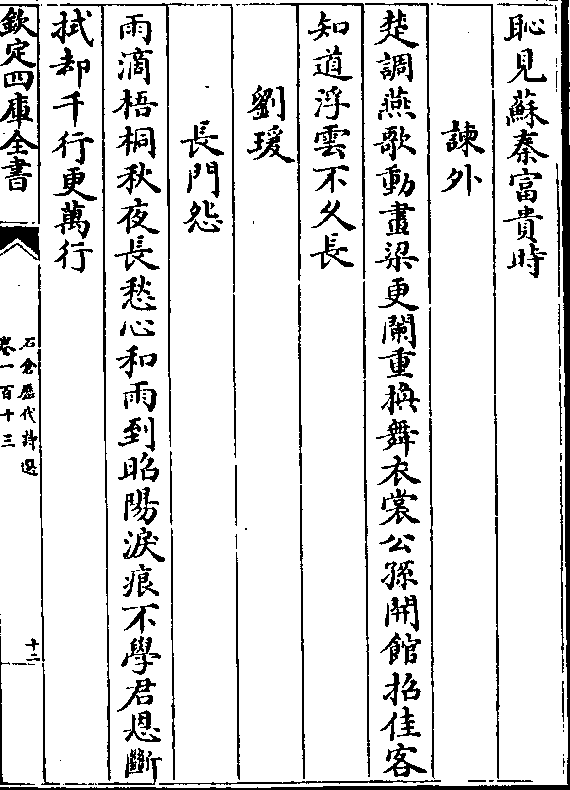 恥見蘇秦富貴時
諫外
楚調燕歌動畫梁更闌重換舞衣裳公孫開館招佳客
知道浮雲不久長
劉瑗
長門怨
雨滴梧桐秋夜長愁心和雨到昭陽淚痕不學君恩斷
拭却千行更萬行
欽定四庫全書
石倉歷代詩選
卷一百十三
十二